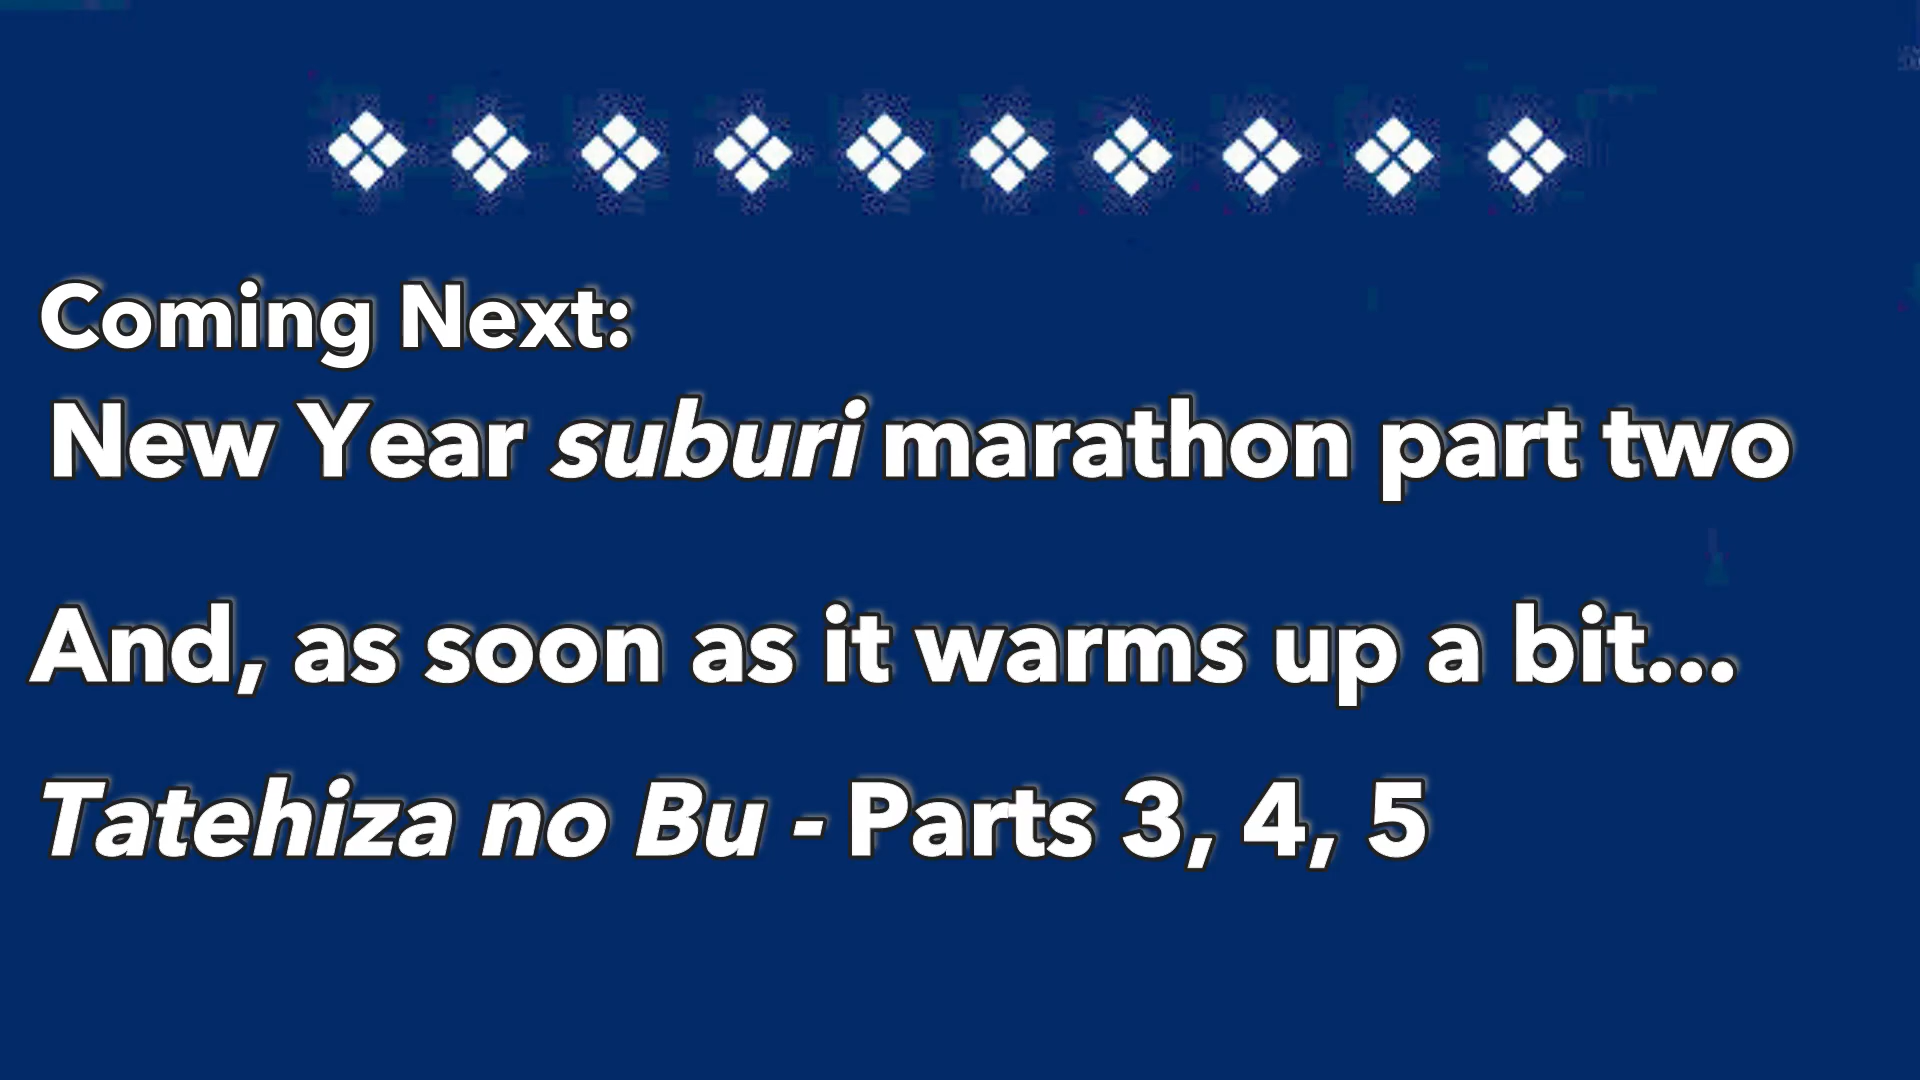 Coming Next:
New Year suburi marathon part two
And, as soon as it warms up a bit...
Tatehiza no Bu - Parts 3, 4, 5